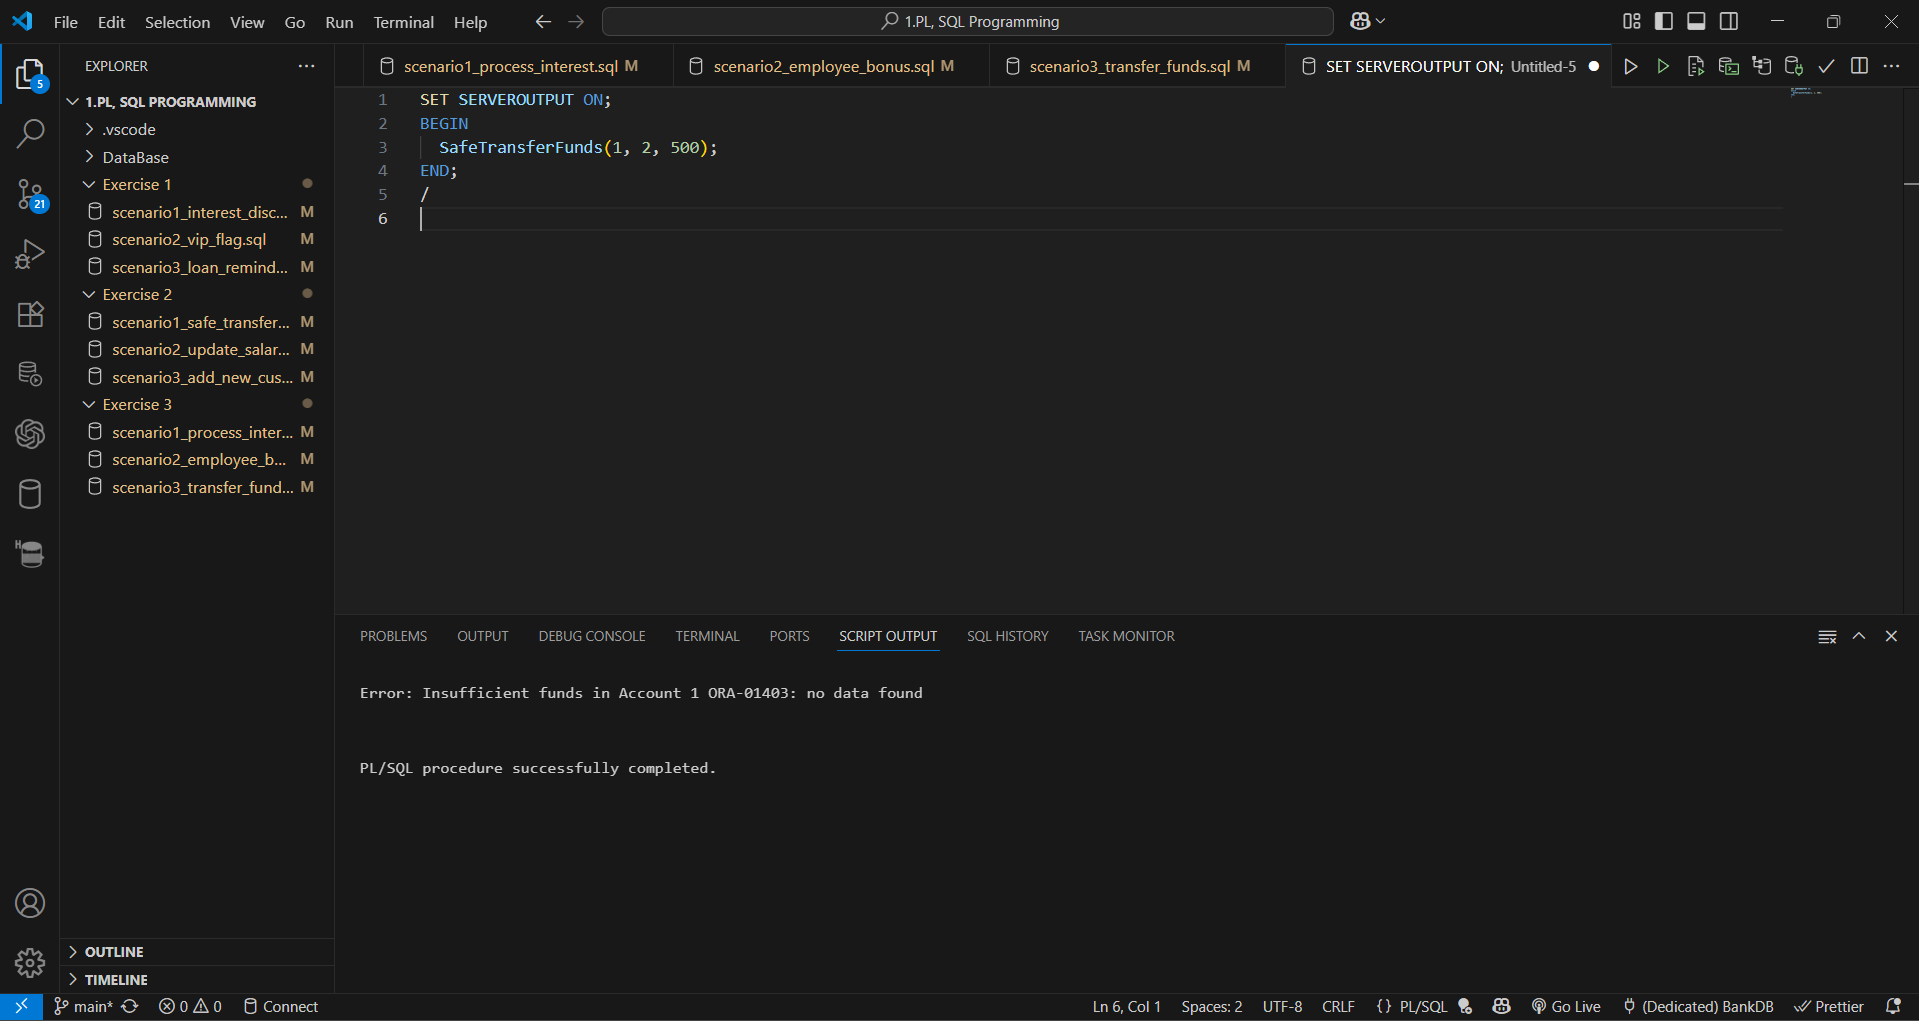 File Edit Selection View Go Run Terminal Help
1.PL, SQL Programming
EXPLORER
1.PL, SQL PROGRAMMING
.vscode
DataBase
Exercise 1
scenario1_interest_disc... M
scenario2_vip_flag.sql M
scenario3_loan_remind... M
Exercise 2
scenario1_safe_transfer... M
scenario2_update_salar... M
scenario3_add_new_cus... M
Exercise 3
scenario1_process_inter... M
scenario2_employee_b... M
scenario3_transfer_fund... M
OUTLINE
TIMELINE
5
21
H
scenario1_process_interest.sql M
scenario2_employee_bonus.sql M
scenario3_transfer_funds.sql M
SET SERVEROUTPUT ON; Untitled-5
1 SET SERVEROUTPUT ON;
2 BEGIN
3 SafeTransferFunds(1, 2, 500);
4 END;
5 /
6
PROBLEMS OUTPUT DEBUG CONSOLE TERMINAL PORTS SCRIPT OUTPUT SQL HISTORY TASK MONITOR
Error: Insufficient funds in Account 1 ORA-01403: no data found
PL/SQL procedure successfully completed.
main* 0 0 Connect
Ln 6, Col 1 Spaces: 2 UTF-8 CRLF {} PL/SQL Go Live (Dedicated) BankDB Prettier